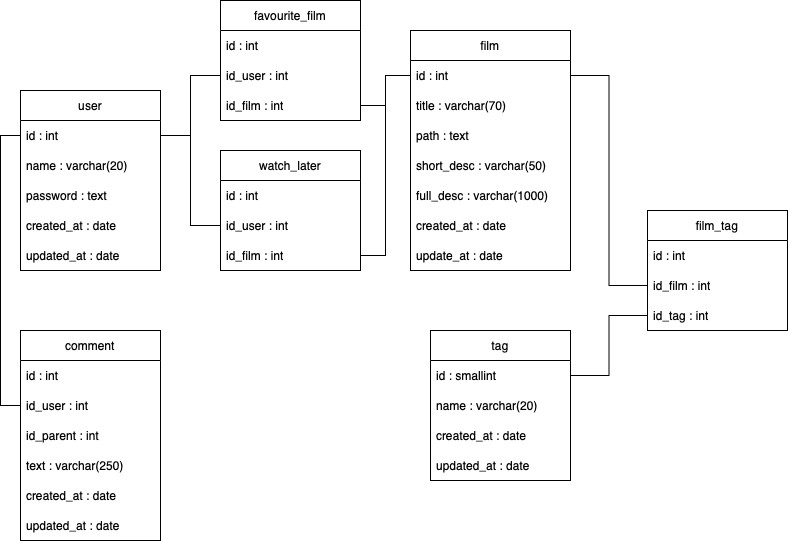 favourite_film
id : int
id_user : int
id_film : int
film
id : int
title : varchar(70)
path : text
short_desc : varchar(50)
full_desc : varchar(1000)
created_at : date
update_at : date
user
id : int
name : varchar(20)
password : text
created_at : date
updated_at : date
watch_later
id : int
id_user : int
id_film : int
film_tag
id : int
id_film : int
id_tag : int
comment
id : int
id_user : int
id_parent : int
text : varchar(250)
created_at : date
updated_at : date
tag
id : smallint
name : varchar(20)
created_at : date
updated_at : date